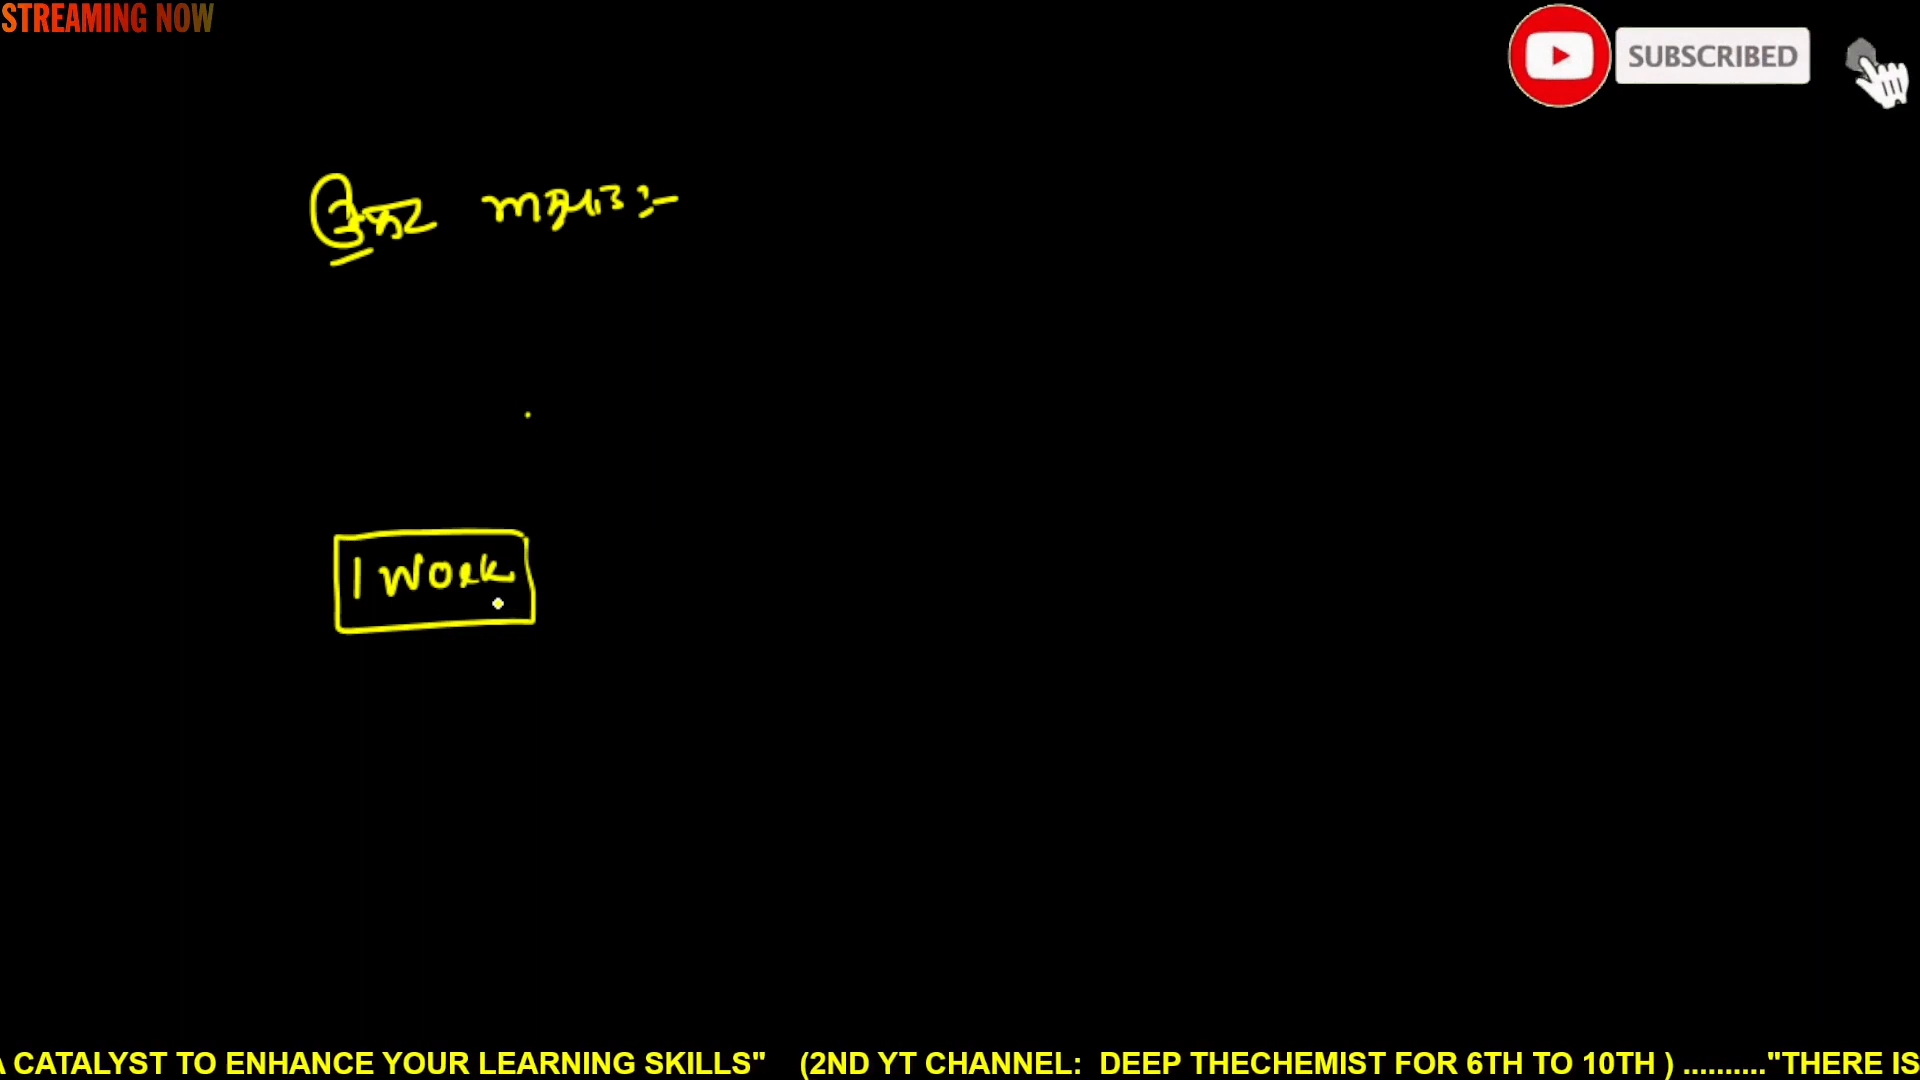 STREAMING NOW
SUBSCRIBED
1 Work
A CATALYST TO ENHANCE YOUR LEARNING SKILLS" (2ND YT CHANNEL: DEEP THECHEMIST FOR 6TH TO 10TH ) .........."THERE IS